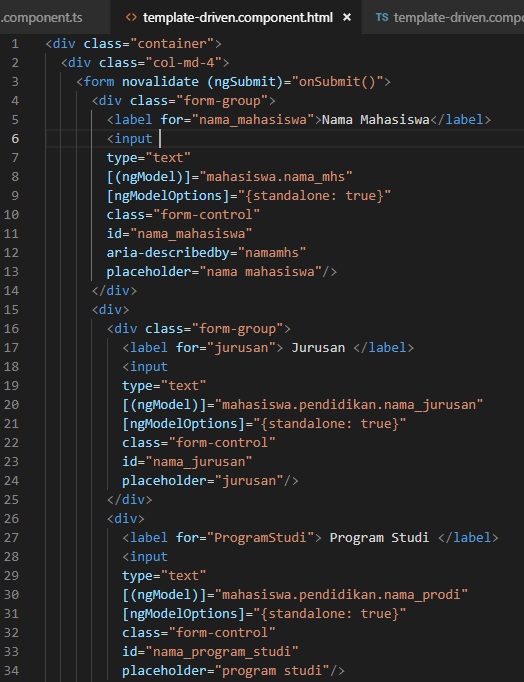 .component.ts
<> template-driven.component.html ×
TS template-driven.compo
1 <div class="container">
2 <div class="col-md-4">
3 <form novalidate (ngSubmit)="onSubmit()">
4 <div class="form-group">
5 <label for="nama_mahasiswa">Nama Mahasiswa</label>
6 <input
7 type="text"
8 [(ngModel)]="mahasiswa.nama_mhs"
9 [ngModelOptions]="{standalone: true}"
10 class="form-control"
11 id="nama_mahasiswa"
12 aria-describedby="namamhs"
13 placeholder="nama mahasiswa"/>
14 </div>
15 <div>
16 <div class="form-group">
17 <label for="jurusan"> Jurusan </label>
18 <input
19 type="text"
20 [(ngModel)]="mahasiswa.pendidikan.nama_jurusan"
21 [ngModelOptions]="{standalone: true}"
22 class="form-control"
23 id="nama_jurusan"
24 placeholder="jurusan"/>
25 </div>
26 <div>
27 <label for="ProgramStudi"> Program Studi </label>
28 <input
29 type="text"
30 [(ngModel)]="mahasiswa.pendidikan.nama_prodi"
31 [ngModelOptions]="{standalone: true}"
32 class="form-control"
33 id="nama_program_studi"
34 placeholder="program studi"/>